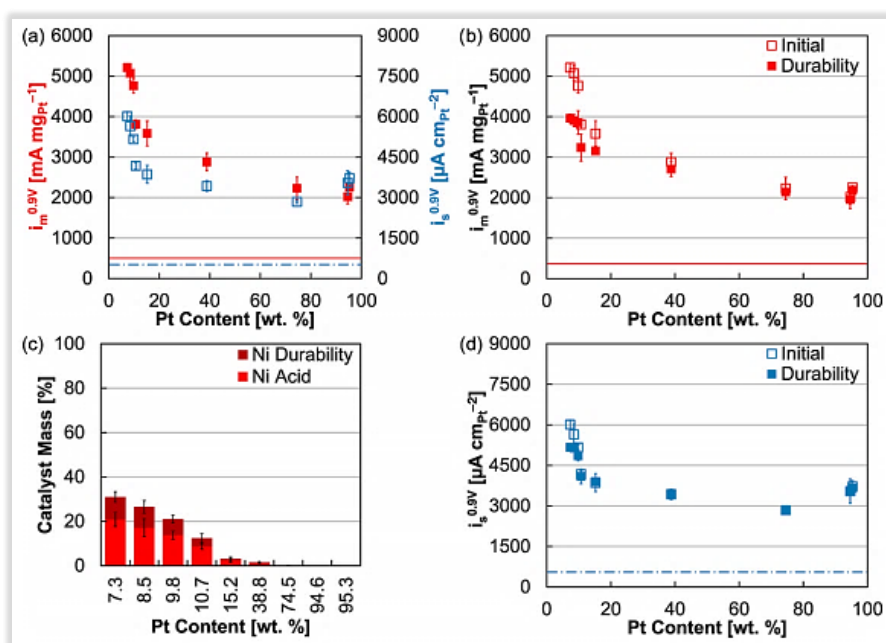 (a) 6000 9000 (b) 6000
Initial
Durability
5000 7500 5000
4000 6000 4000
3000 4500 3000
2000 3000 2000
1000 1500 1000
0 0 0
i_m^0.9V [mA mg_Pt^−1]
i_s^0.9V [µA cm_Pt^−2]
i_m^0.9V [mA mg_Pt^−1]
0 20 40 60 80 100
Pt Content [wt. %]
0 20 40 60 80 100
Pt Content [wt. %]
(c) 100
Ni Durability
Ni Acid
80
60
40
20
0
Catalyst Mass [%]
7.3 8.5 9.8 10.7 15.2 38.8 74.5 94.6 95.3
Pt Content [wt. %]
(d) 9000
Initial
Durability
7500
6000
4500
3000
1500
0
i_s^0.9V [µA cm_Pt^−2]
0 20 40 60 80 100
Pt Content [wt. %]